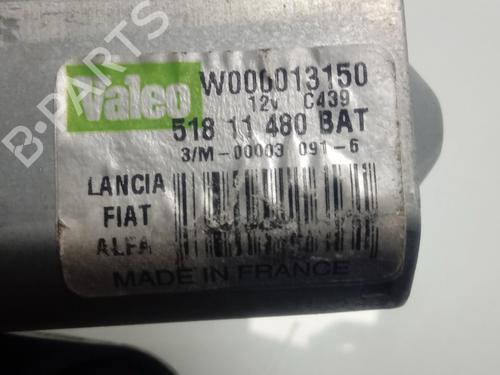 B-PARTS
Valeo
W000013150
12v C439
518 11 480 BAT
3/M-00003 091-6
LANCIA
FIAT
ALFA
MADE IN FRANCE